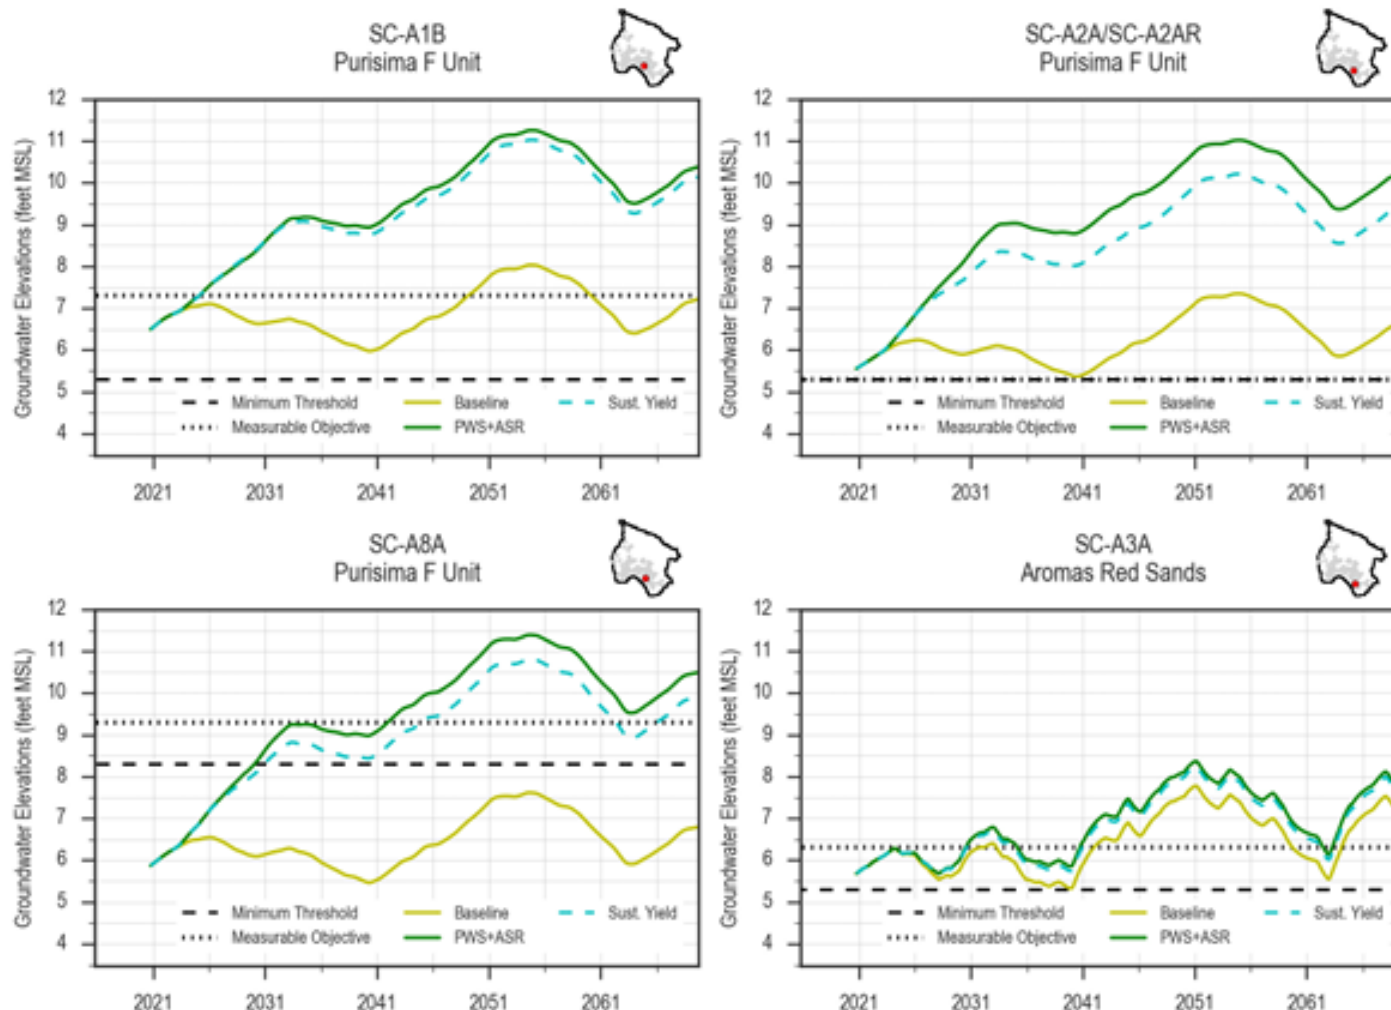 SC-A1B
Purisima F Unit
Groundwater Elevations (feet MSL)
12
11
10
9
8
7
6
5
4
Minimum Threshold
Baseline
Sust. Yield
Measurable Objective
PWS+ASR
2021
2031
2041
2051
2061
SC-A2A/SC-A2AR
Purisima F Unit
Groundwater Elevations (feet MSL)
12
11
10
9
8
7
6
5
4
Minimum Threshold
Baseline
Sust. Yield
Measurable Objective
PWS+ASR
2021
2031
2041
2051
2061
SC-A8A
Purisima F Unit
Groundwater Elevations (feet MSL)
12
11
10
9
8
7
6
5
4
Minimum Threshold
Baseline
Sust. Yield
Measurable Objective
PWS+ASR
2021
2031
2041
2051
2061
SC-A3A
Aromas Red Sands
Groundwater Elevations (feet MSL)
12
11
10
9
8
7
6
5
4
Minimum Threshold
Baseline
Sust. Yield
Measurable Objective
PWS+ASR
2021
2031
2041
2051
2061